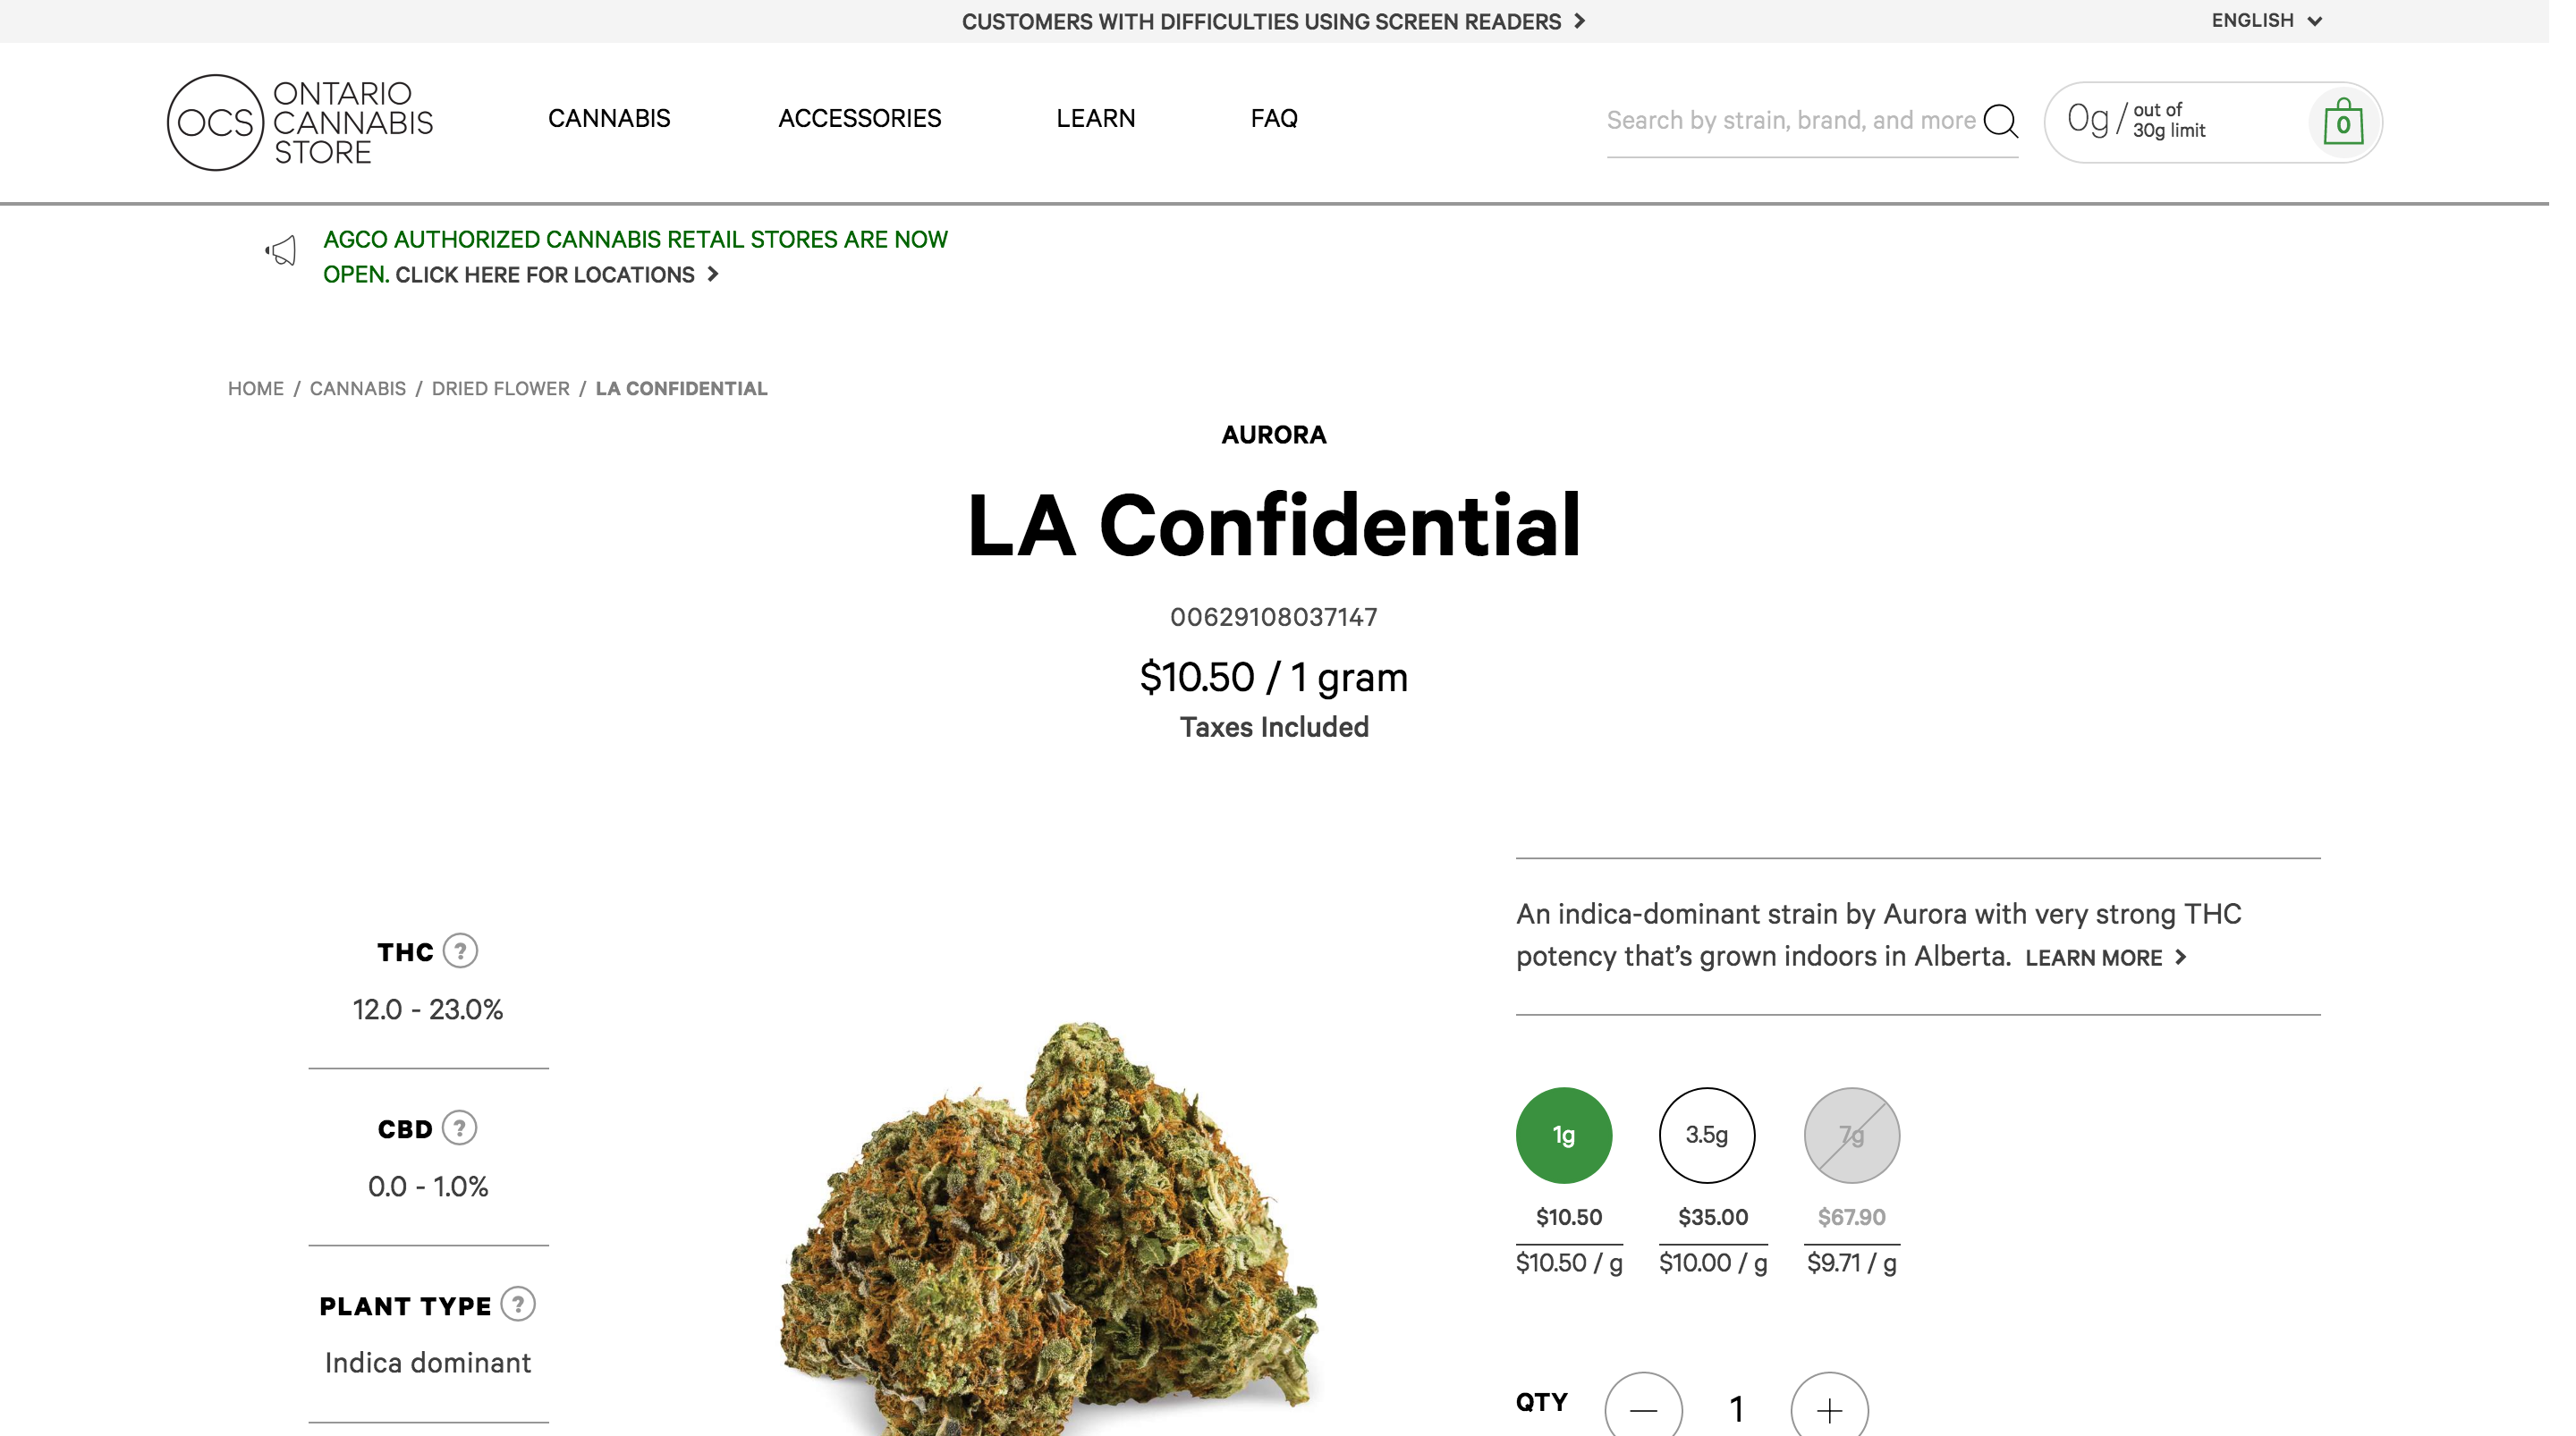 CUSTOMERS WITH DIFFICULTIES USING SCREEN READERS
ENGLISH
OCS
ONTARIO
CANNABIS
STORE
CANNABIS
ACCESSORIES
LEARN
FAQ
Search by strain, brand, and more
0g / out of
30g limit
0
AGCO AUTHORIZED CANNABIS RETAIL STORES ARE NOW
OPEN. CLICK HERE FOR LOCATIONS
HOME / CANNABIS / DRIED FLOWER / LA CONFIDENTIAL
AURORA
LA Confidential
00629108037147
$10.50 / 1 gram
Taxes Included
THC ?
12.0 - 23.0%
CBD ?
0.0 - 1.0%
PLANT TYPE ?
Indica dominant
An indica-dominant strain by Aurora with very strong THC
potency that’s grown indoors in Alberta. LEARN MORE
1g 3.5g 7g
$10.50 $35.00 $67.90
$10.50 / g $10.00 / g $9.71 / g
QTY — 1 +